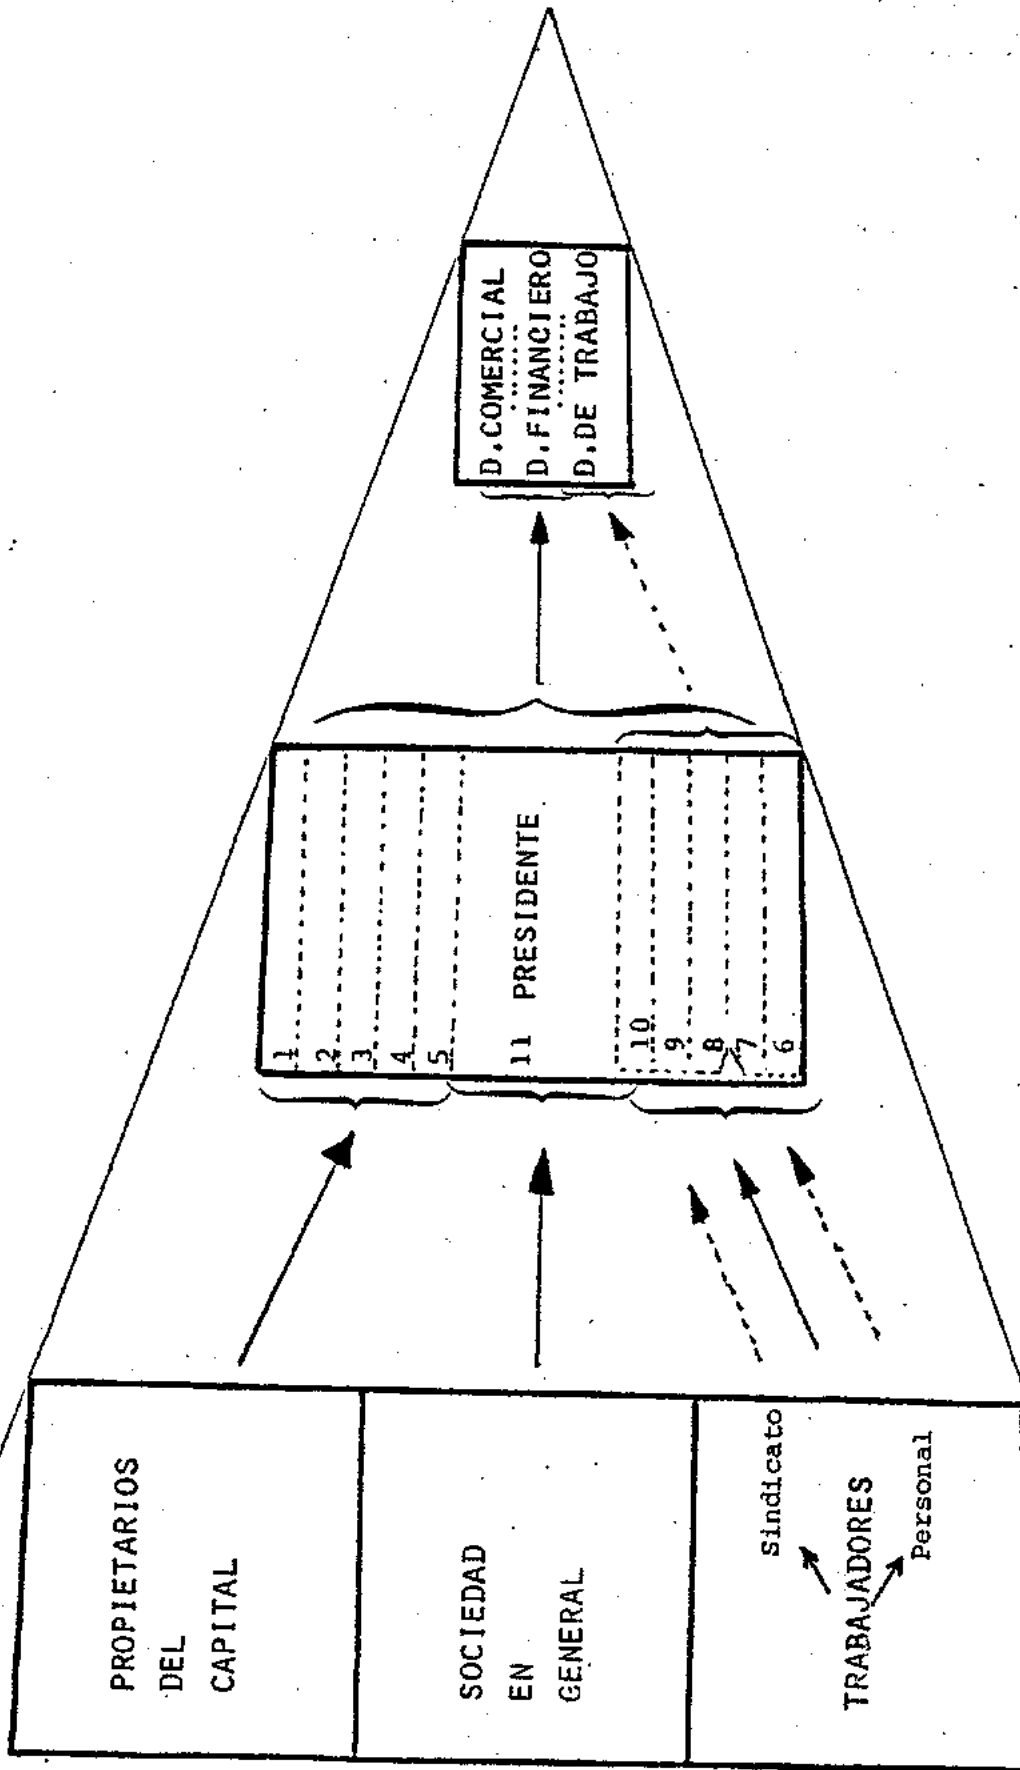 PROPIETARIOS
DEL
CAPITAL
SOCIEDAD
EN
GENERAL
Sindicato
TRABAJADORES
Personal
1
2
3
4
5
11 PRESIDENTE
10
9
8
7
6
D.COMERCIAL
D.FINANCIERO
D.DE TRABAJO